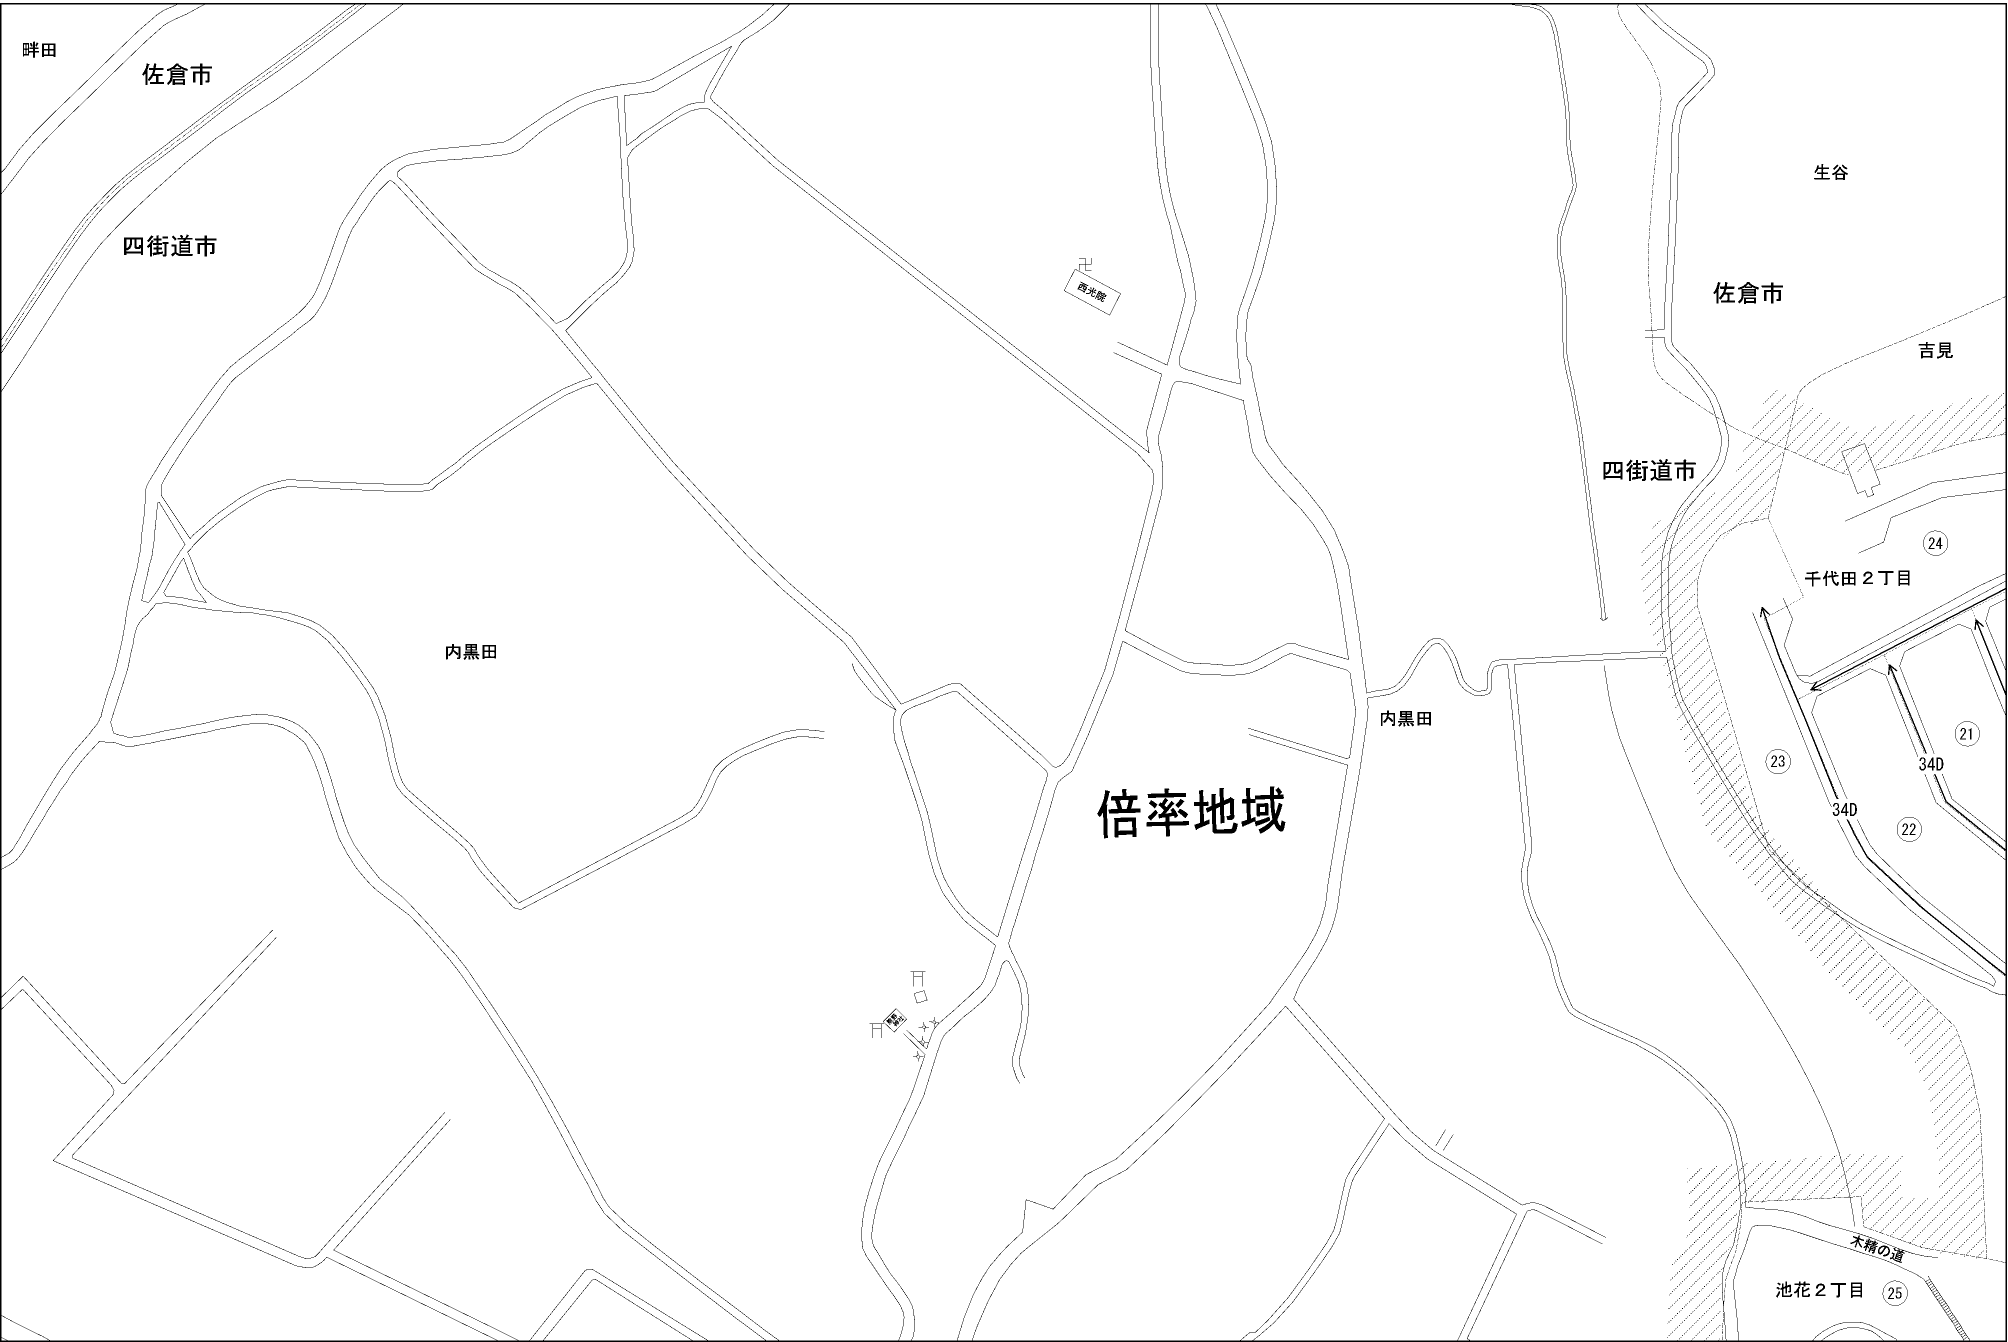 畔田
佐倉市
四街道市
生谷
西光院
佐倉市
吉見
四街道市
24
千代田２丁目
内黒田
内黒田
21
34D
23
倍率地域
34D
22
木精の道
池花２丁目
25